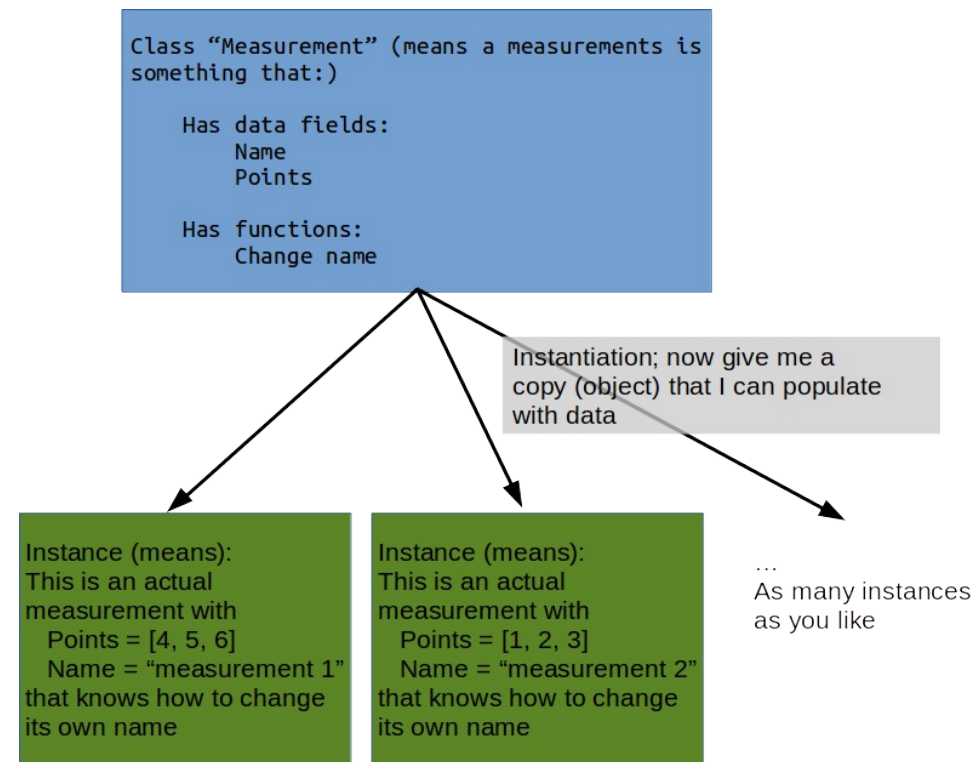 Class “Measurement” (means a measurements is
something that:)
Has data fields:
Name
Points
Has functions:
Change name
Instantiation; now give me a
copy (object) that I can populate
with data
Instance (means):
This is an actual
measurement with
Points = [4, 5, 6]
Name = “measurement 1”
that knows how to change
its own name
Instance (means):
This is an actual
measurement with
Points = [1, 2, 3]
Name = “measurement 2”
that knows how to change
its own name
...
As many instances
as you like